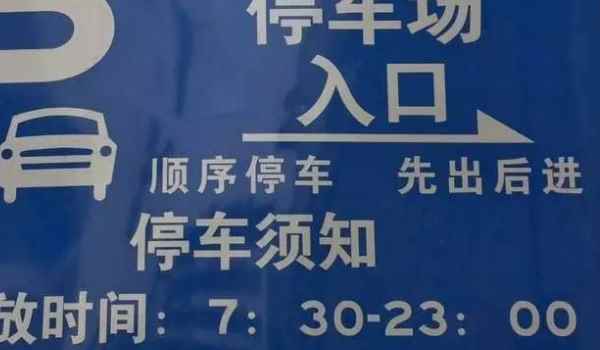 停车场
入口
顺序停车 先出后进
停车须知
放时间：7：30-23：00